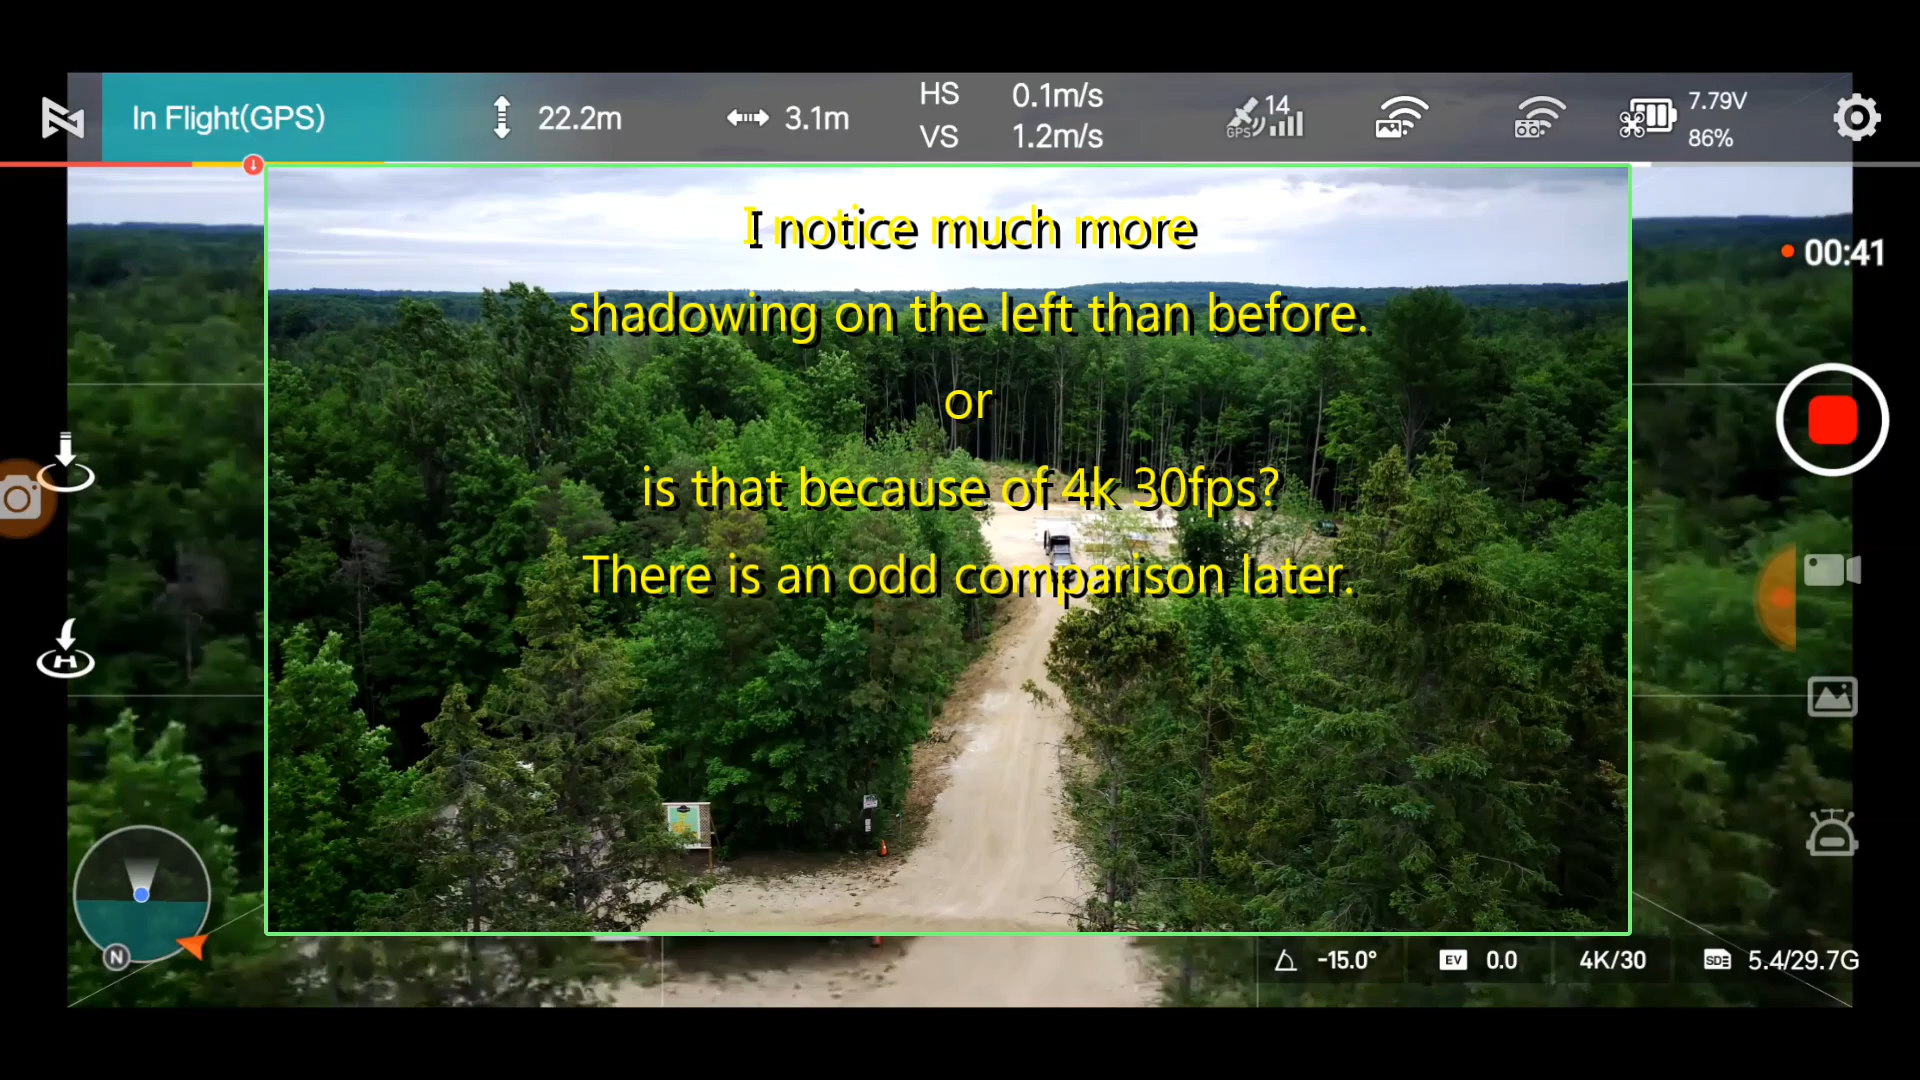 In Flight(GPS)
22.2m
3.1m
HS 0.1m/s
VS 1.2m/s
GPS 14
7.79V
86%
00:41
I notice much more
shadowing on the left than before.
or
is that because of 4k 30fps?
There is an odd comparison later.
H
N
-15.0°
EV 0.0
4K/30
SD 5.4/29.7G